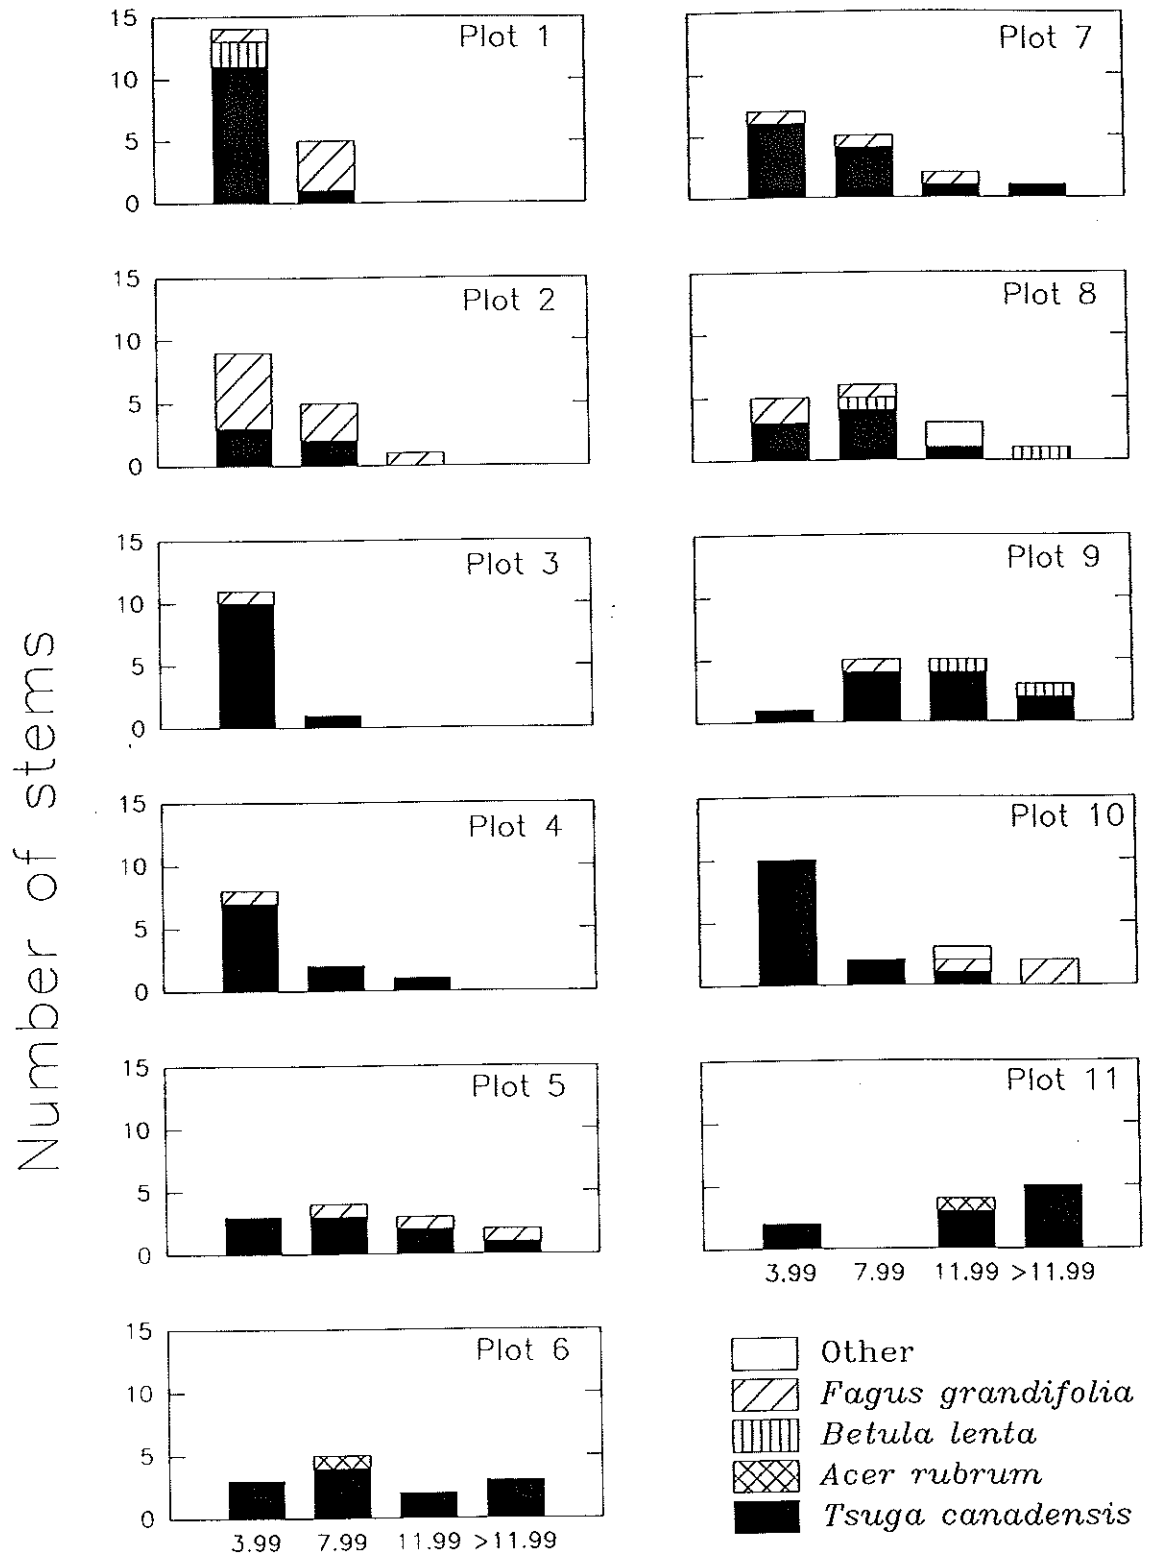 Number of stems
Plot 1
15
10
5
0
Plot 2
15
10
5
0
Plot 3
15
10
5
0
Plot 4
15
10
5
0
Plot 5
15
10
5
0
Plot 6
15
10
5
0
3.99 7.99 11.99 >11.99
Plot 7
Plot 8
Plot 9
Plot 10
Plot 11
3.99 7.99 11.99 >11.99
Other
Fagus grandifolia
Betula lenta
Acer rubrum
Tsuga canadensis